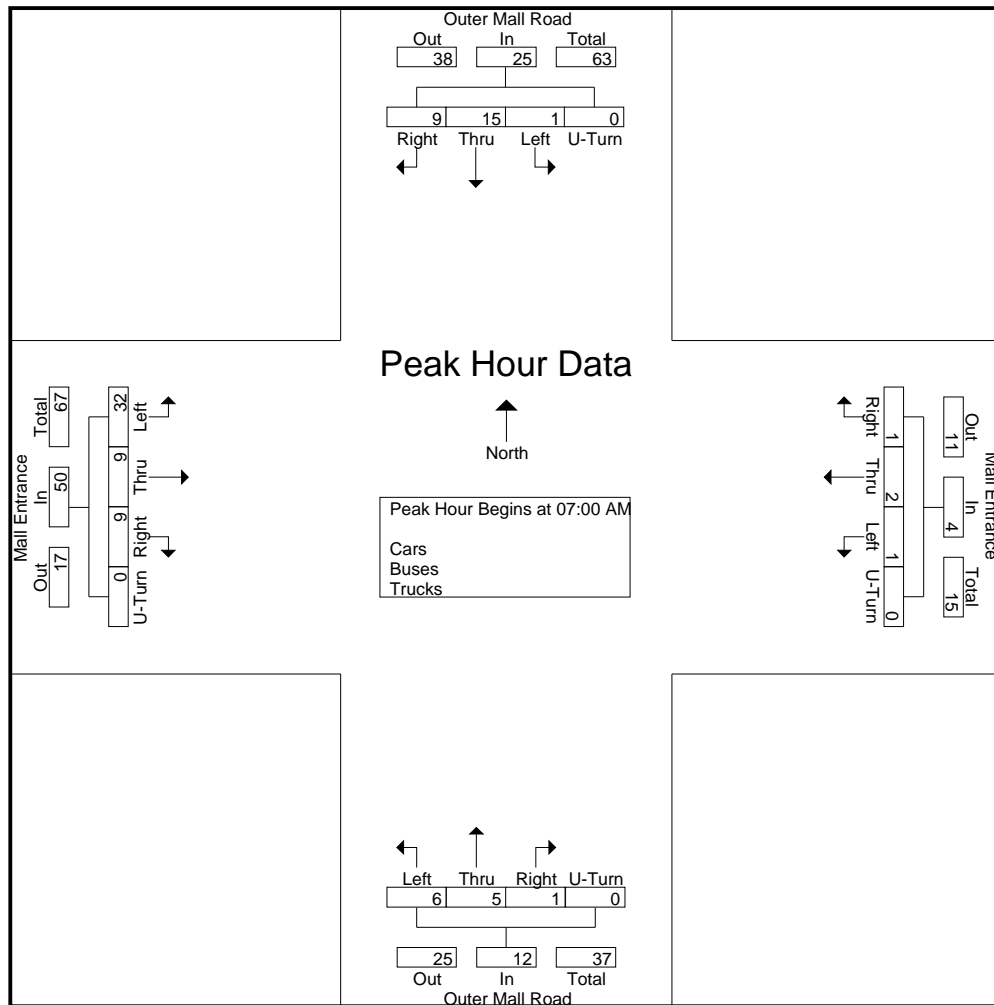 Outer Mall Road
Out In Total
38 25 63
9 15 1 0
Right Thru Left U-Turn
Peak Hour Data
North
Peak Hour Begins at 07:00 AM
Cars
Buses
Trucks
Mall Entrance
Out In Total
17 50 67
Left Thru Right U-Turn
32 9 9 0
Mall Entrance
Out In Total
11 4 15
Right Thru Left U-Turn
1 2 1 0
Left Thru Right U-Turn
6 5 1 0
25 12 37
Out In Total
Outer Mall Road